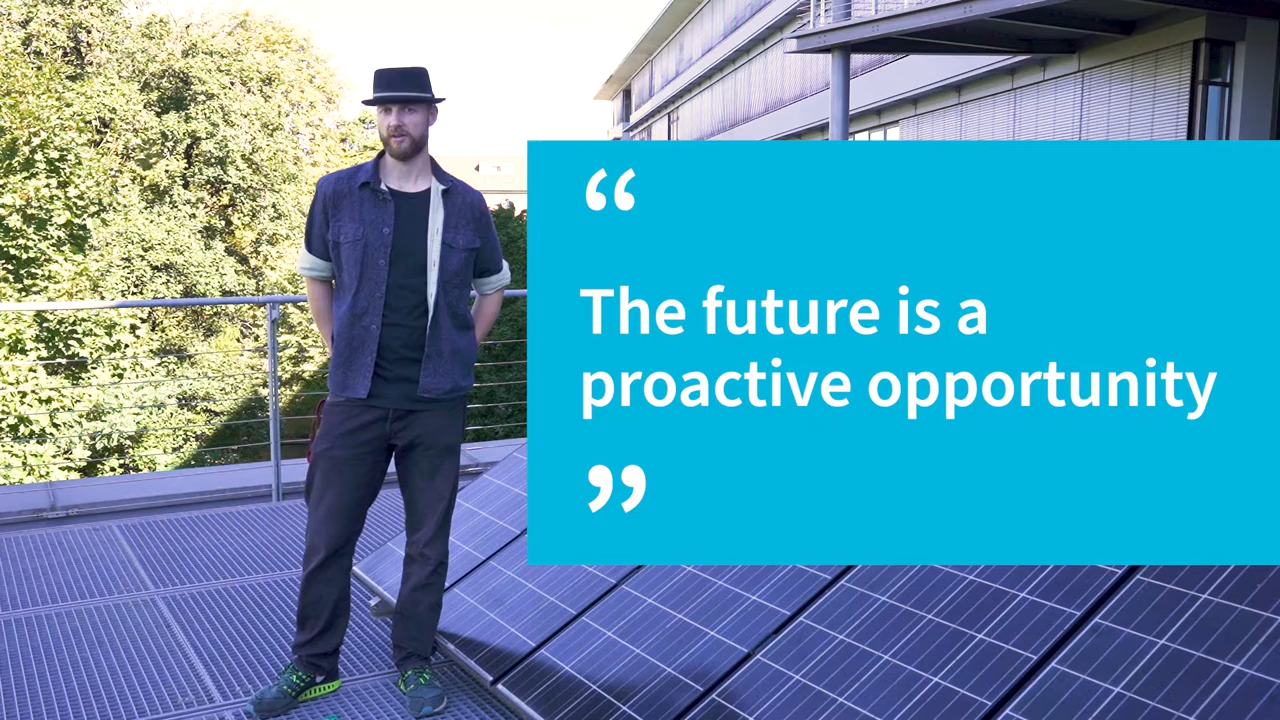 “
The future is a
proactive opportunity
”